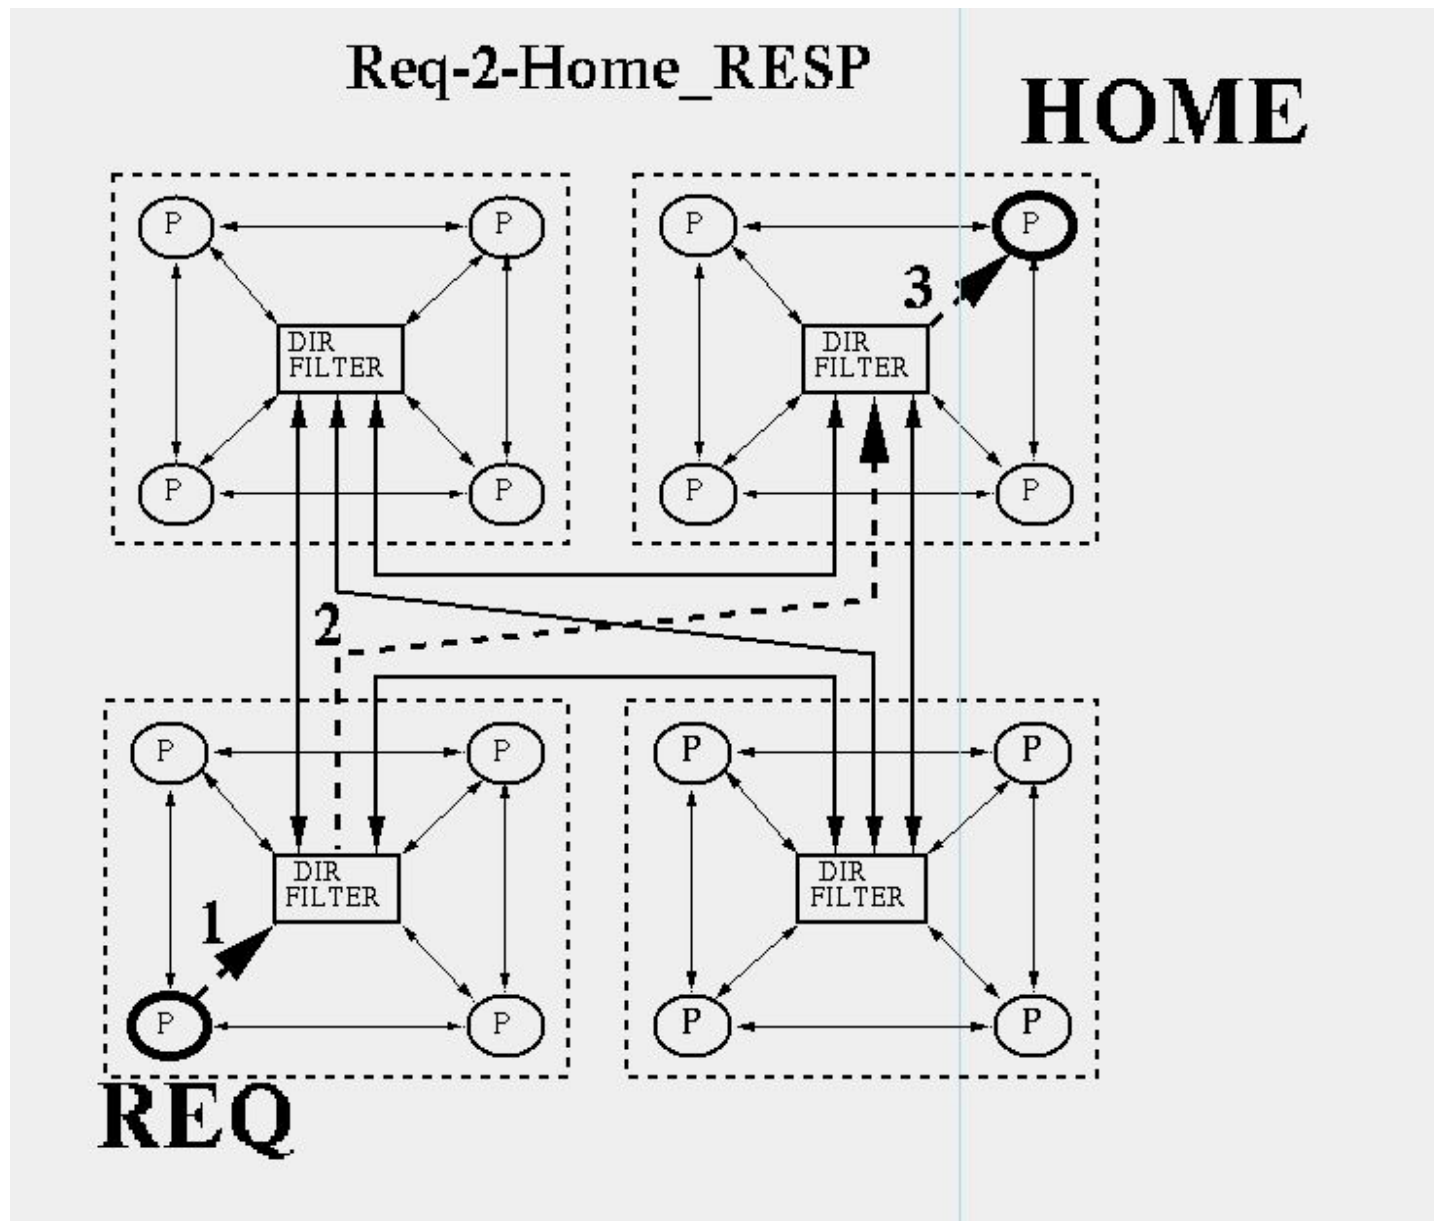 Req-2-Home_RESP
HOME
P P P P
3
DIR DIR
FILTER FILTER
P P P P
2
P P P P
DIR DIR
FILTER FILTER
1
P P P P
REQ